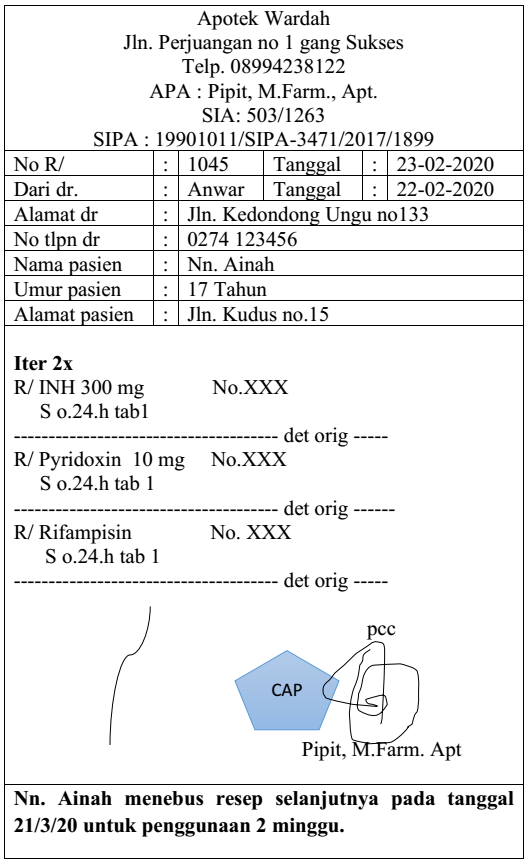 Apotek Wardah
Jln. Perjuangan no 1 gang Sukses
Telp. 08994238122
APA : Pipit, M.Farm., Apt.
SIA: 503/1263
SIPA : 19901011/SIPA-3471/2017/1899
No R/ : 1045 Tanggal : 23-02-2020
Dari dr. : Anwar Tanggal : 22-02-2020
Alamat dr : Jln. Kedondong Ungu no133
No tlpn dr : 0274 123456
Nama pasien : Nn. Ainah
Umur pasien : 17 Tahun
Alamat pasien : Jln. Kudus no.15
Iter 2x
R/ INH 300 mg No.XXX
S o.24.h tab1
--------------------------------------- det orig -----
R/ Pyridoxin 10 mg No.XXX
S o.24.h tab 1
--------------------------------------- det orig ------
R/ Rifampisin No. XXX
S o.24.h tab 1
--------------------------------------- det orig -----
pcc
CAP
Pipit, M.Farm. Apt
Nn. Ainah menebus resep selanjutnya pada tanggal
21/3/20 untuk penggunaan 2 minggu.